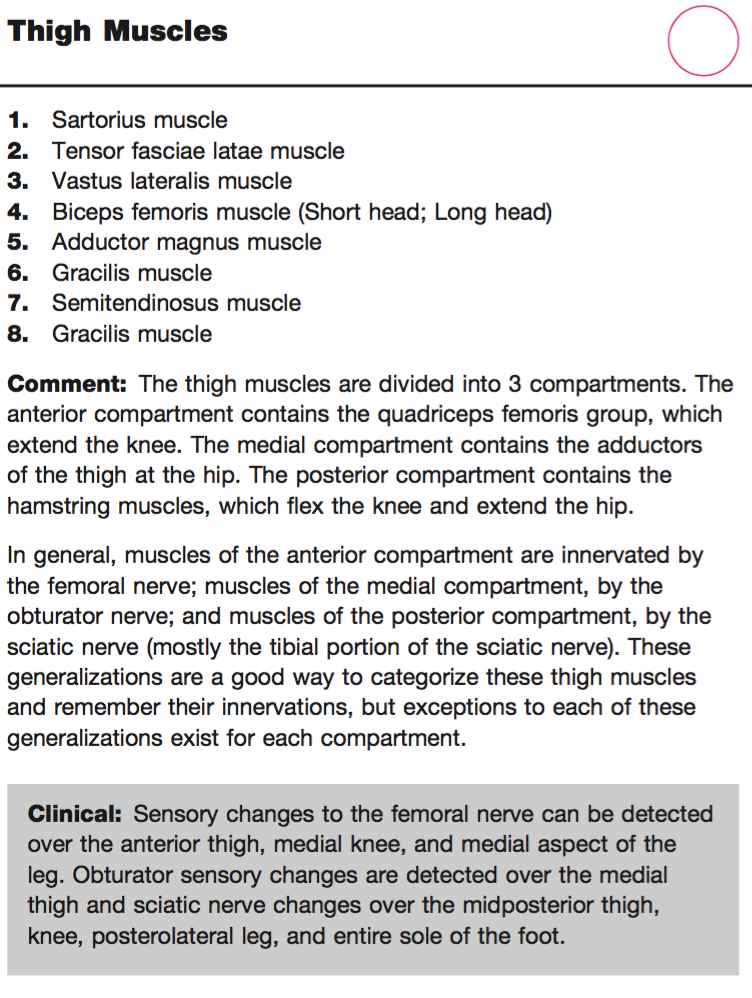 Thigh Muscles
1. Sartorius muscle
2. Tensor fasciae latae muscle
3. Vastus lateralis muscle
4. Biceps femoris muscle (Short head; Long head)
5. Adductor magnus muscle
6. Gracilis muscle
7. Semitendinosus muscle
8. Gracilis muscle
Comment: The thigh muscles are divided into 3 compartments. The
anterior compartment contains the quadriceps femoris group, which
extend the knee. The medial compartment contains the adductors
of the thigh at the hip. The posterior compartment contains the
hamstring muscles, which flex the knee and extend the hip.
In general, muscles of the anterior compartment are innervated by
the femoral nerve; muscles of the medial compartment, by the
obturator nerve; and muscles of the posterior compartment, by the
sciatic nerve (mostly the tibial portion of the sciatic nerve). These
generalizations are a good way to categorize these thigh muscles
and remember their innervations, but exceptions to each of these
generalizations exist for each compartment.
Clinical: Sensory changes to the femoral nerve can be detected
over the anterior thigh, medial knee, and medial aspect of the
leg. Obturator sensory changes are detected over the medial
thigh and sciatic nerve changes over the midposterior thigh,
knee, posterolateral leg, and entire sole of the foot.